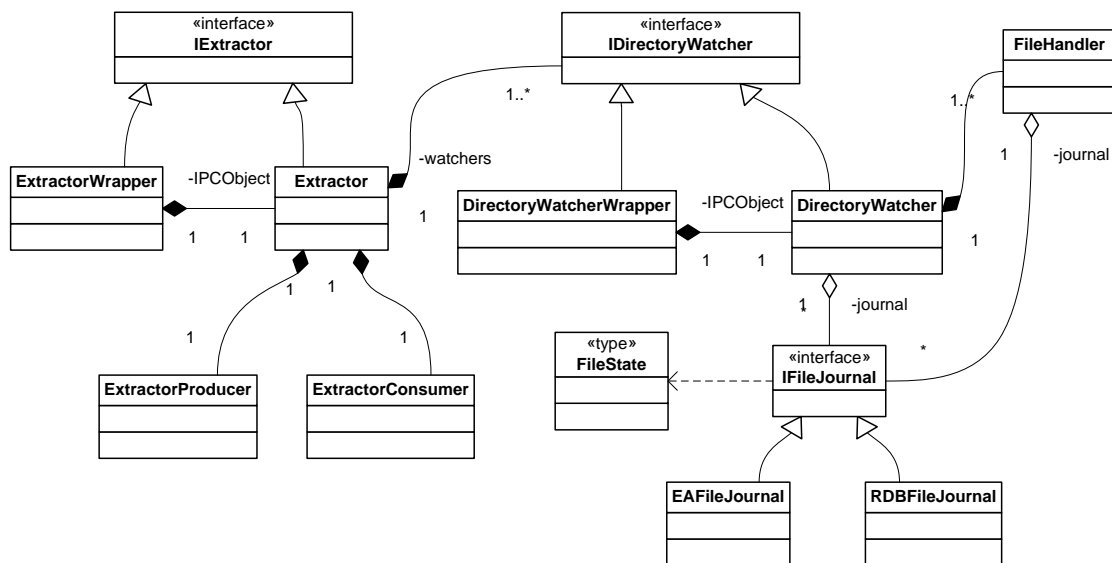 «interface»
IExtractor
«interface»
IDirectoryWatcher
FileHandler
1..*
1..*
1
-journal
-watchers
ExtractorWrapper
-IPCObject
Extractor
1
1
1
DirectoryWatcherWrapper
-IPCObject
DirectoryWatcher
1
1
1
1
1
1
1
1
*
-journal
*
«type»
FileState
«interface»
IFileJournal
ExtractorProducer
ExtractorConsumer
EAFileJournal
RDBFileJournal